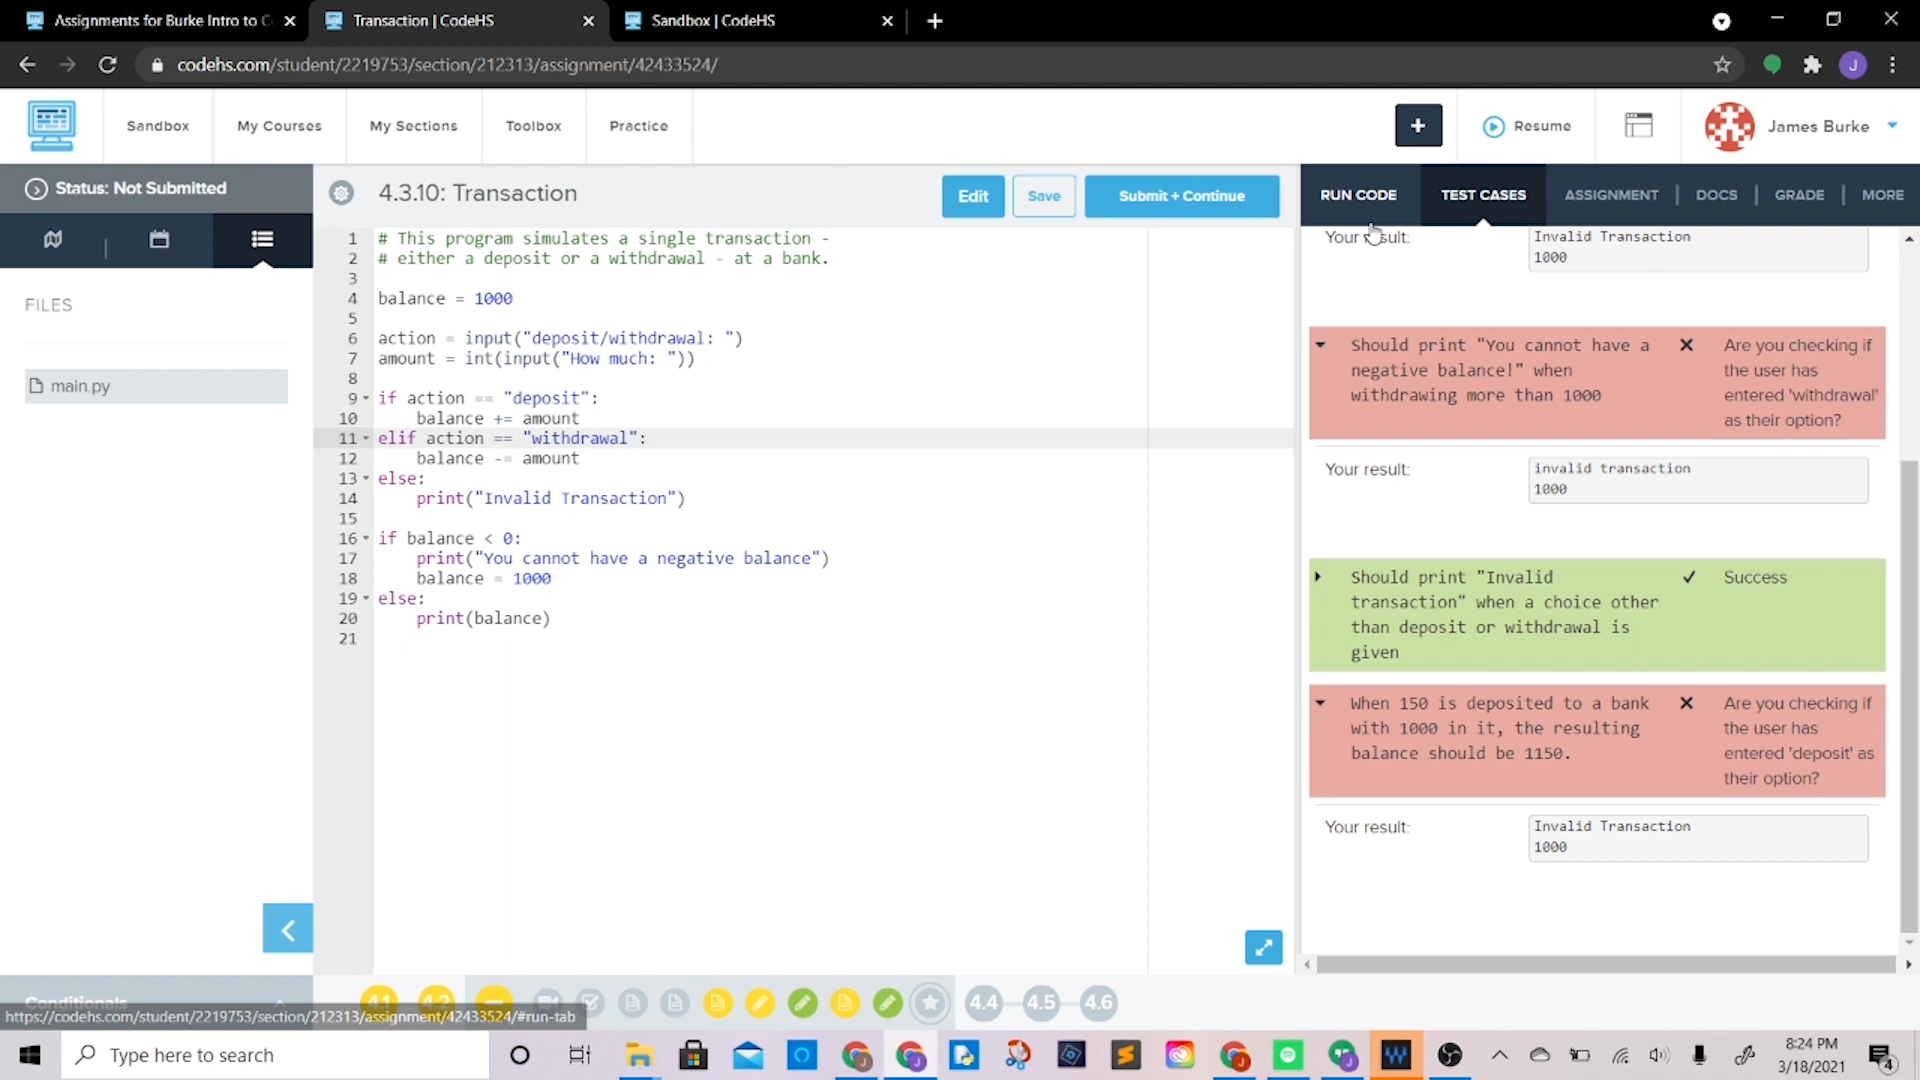 Assignments for Burke Intro to C
Transaction | CodeHS
Sandbox | CodeHS
codehs.com/student/2219753/section/212313/assignment/42433524/
J
Sandbox
My Courses
My Sections
Toolbox
Practice
+
Resume
James Burke
Status: Not Submitted
4.3.10: Transaction
Edit
Save
Submit + Continue
RUN CODE
TEST CASES
ASSIGNMENT
DOCS
GRADE
MORE
FILES
main.py
1 # This program simulates a single transaction -
2 # either a deposit or a withdrawal - at a bank.
3
4 balance = 1000
5
6 action = input("deposit/withdrawal: ")
7 amount = int(input("How much: "))
8
9 if action == "deposit":
10 balance += amount
11 elif action == "withdrawal":
12 balance -= amount
13 else:
14 print("Invalid Transaction")
15
16 if balance < 0:
17 print("You cannot have a negative balance")
18 balance = 1000
19 else:
20 print(balance)
21
Your result:
Invalid Transaction
1000
Should print "You cannot have a
negative balance!" when
withdrawing more than 1000
Are you checking if
the user has
entered 'withdrawal'
as their option?
Your result:
invalid transaction
1000
Should print "Invalid
transaction" when a choice other
than deposit or withdrawal is
given
Success
When 150 is deposited to a bank
with 1000 in it, the resulting
balance should be 1150.
Are you checking if
the user has
entered 'deposit' as
their option?
Your result:
Invalid Transaction
1000
Conditionals
4.1
4.2
4.4
4.5
4.6
https://codehs.com/student/2219753/section/212313/assignment/42433524/#run-tab
Type here to search
8:24 PM
3/18/2021
4